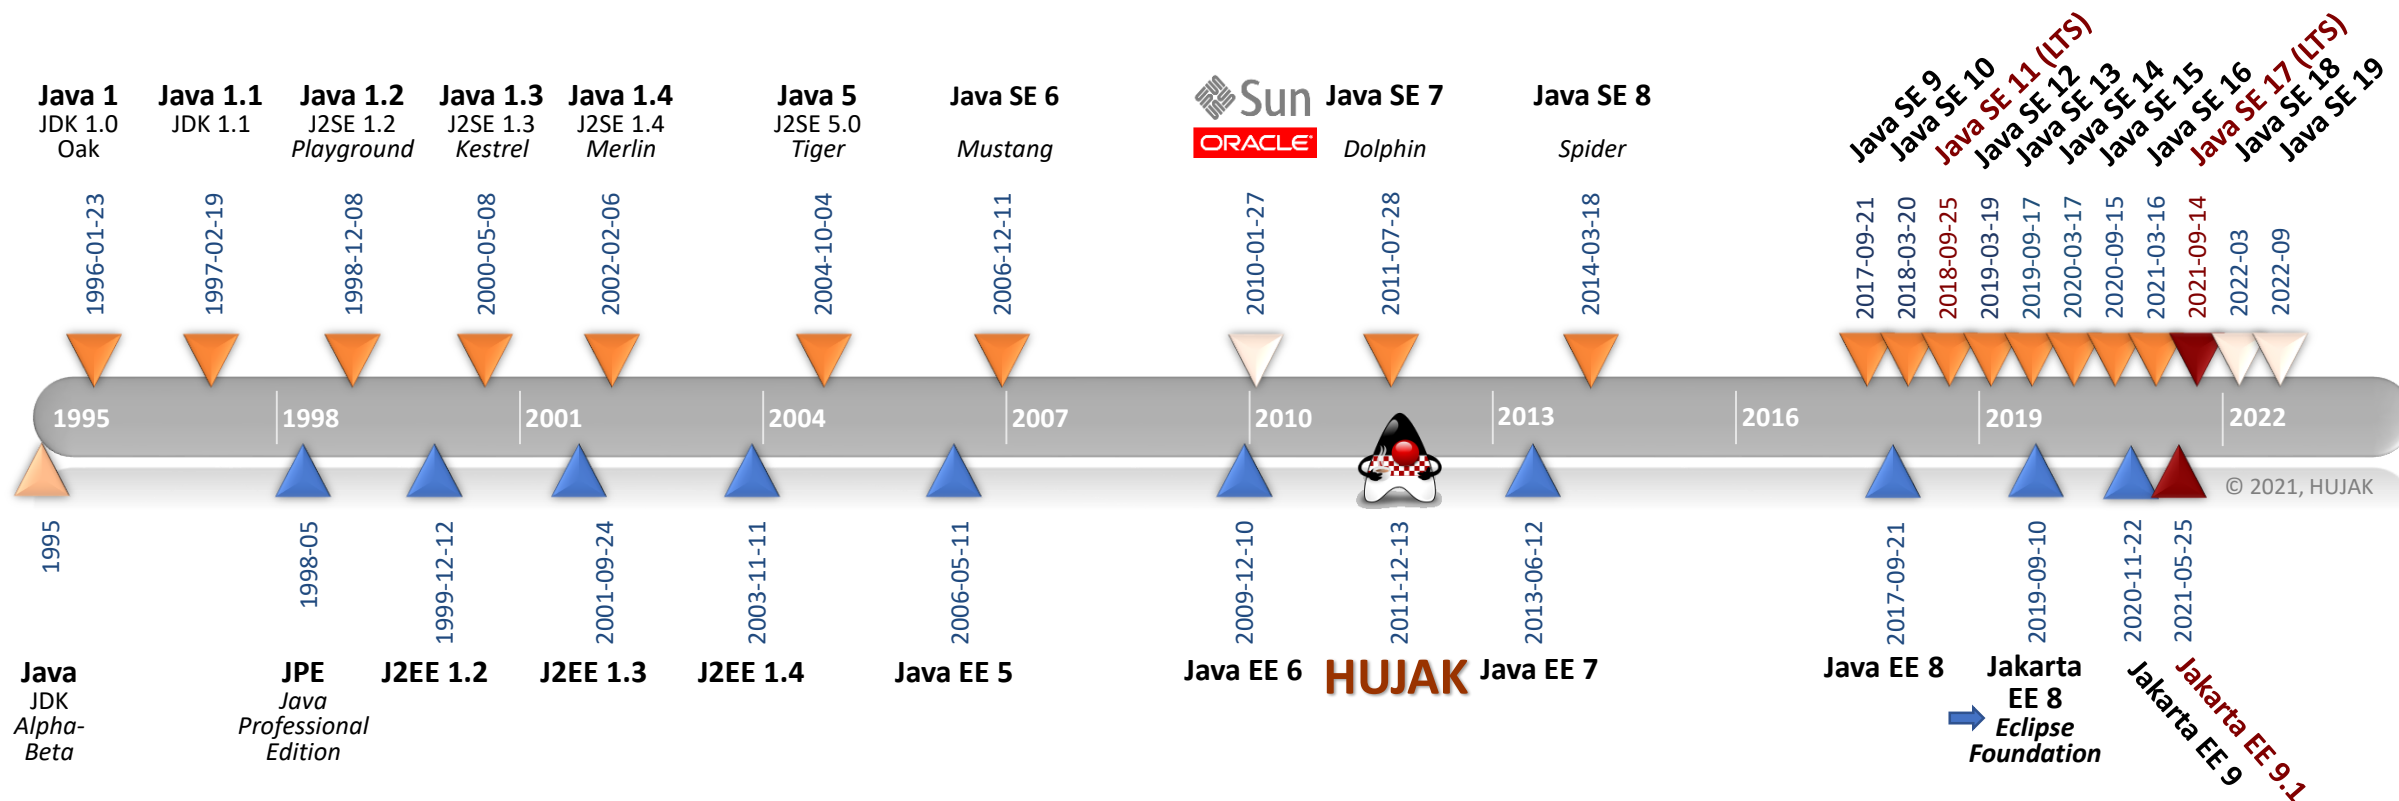 Java 1
JDK 1.0
Oak
Java 1.1
JDK 1.1
Java 1.2
J2SE 1.2
Playground
Java 1.3
J2SE 1.3
Kestrel
Java 1.4
J2SE 1.4
Merlin
Java 5
J2SE 5.0
Tiger
Java SE 6
Mustang
Sun
ORACLE
Java SE 7
Dolphin
Java SE 8
Spider
Java SE 9
Java SE 10
Java SE 11 (LTS)
Java SE 12
Java SE 13
Java SE 14
Java SE 15
Java SE 16
Java SE 17 (LTS)
Java SE 18
Java SE 19
1996-01-23
1997-02-19
1998-12-08
2000-05-08
2002-02-06
2004-10-04
2006-12-11
2010-01-27
2011-07-28
2014-03-18
2017-09-21
2018-03-20
2018-09-25
2019-03-19
2019-09-17
2020-03-17
2020-09-15
2021-03-16
2021-09-14
2022-03
2022-09
1995
1998
2001
2004
2007
2010
2013
2016
2019
2022
© 2021, HUJAK
1995
1998-05
1999-12-12
2001-09-24
2003-11-11
2006-05-11
2009-12-10
2011-12-13
2013-06-12
2017-09-21
2019-09-10
2020-11-22
2021-05-25
Java
JDK
Alpha-
Beta
JPE
Java
Professional
Edition
J2EE 1.2
J2EE 1.3
J2EE 1.4
Java EE 5
Java EE 6
HUJAK
Java EE 7
Java EE 8
Jakarta
EE 8
Eclipse
Foundation
Jakarta EE 9
Jakarta EE 9.1